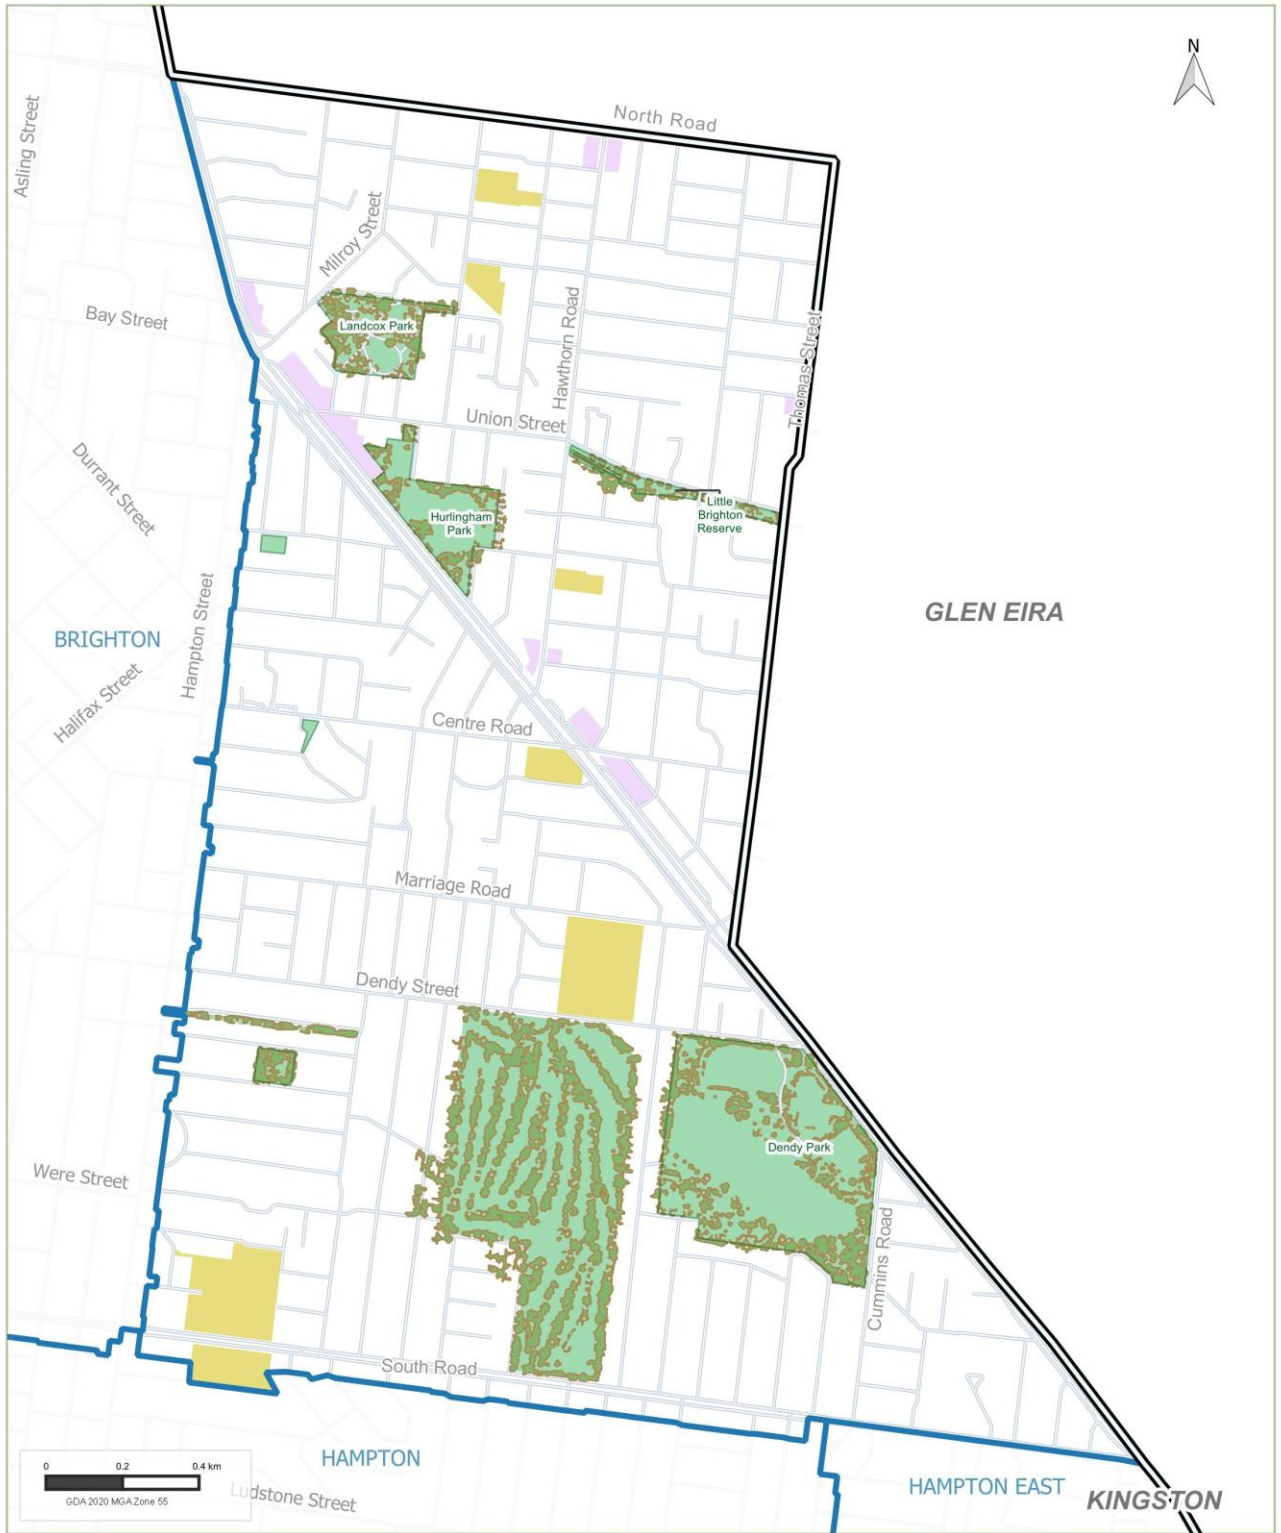 N
North Road
Asling Street
Milroy Street
Bay Street
Landcox Park
Hawthorn Road
Thomas Street
Union Street
Durrant Street
Little
Brighton
Reserve
Hurlingham
Park
Hampton Street
BRIGHTON
GLEN EIRA
Halifax Street
Centre Road
Marriage Road
Dendy Street
Dendy Park
Were Street
Cummins Road
South Road
HAMPTON
0 0.2 0.4 km
GDA 2020 MGA Zone 55
Ludstone Street
HAMPTON EAST
KINGSTON